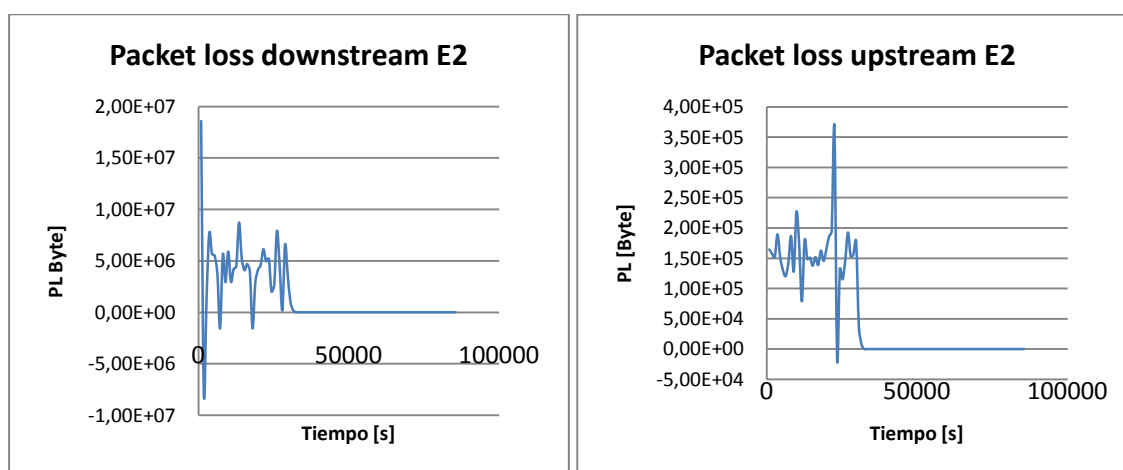 Packet loss downstream E2
2,00E+07
1,50E+07
1,00E+07
5,00E+06
0,00E+00
-5,00E+06
-1,00E+07
0
50000
100000
PL Byte]
Tiempo [s]
Packet loss upstream E2
4,00E+05
3,50E+05
3,00E+05
2,50E+05
2,00E+05
1,50E+05
1,00E+05
5,00E+04
0,00E+00
-5,00E+04
0
50000
100000
PL [Byte]
Tiempo [s]